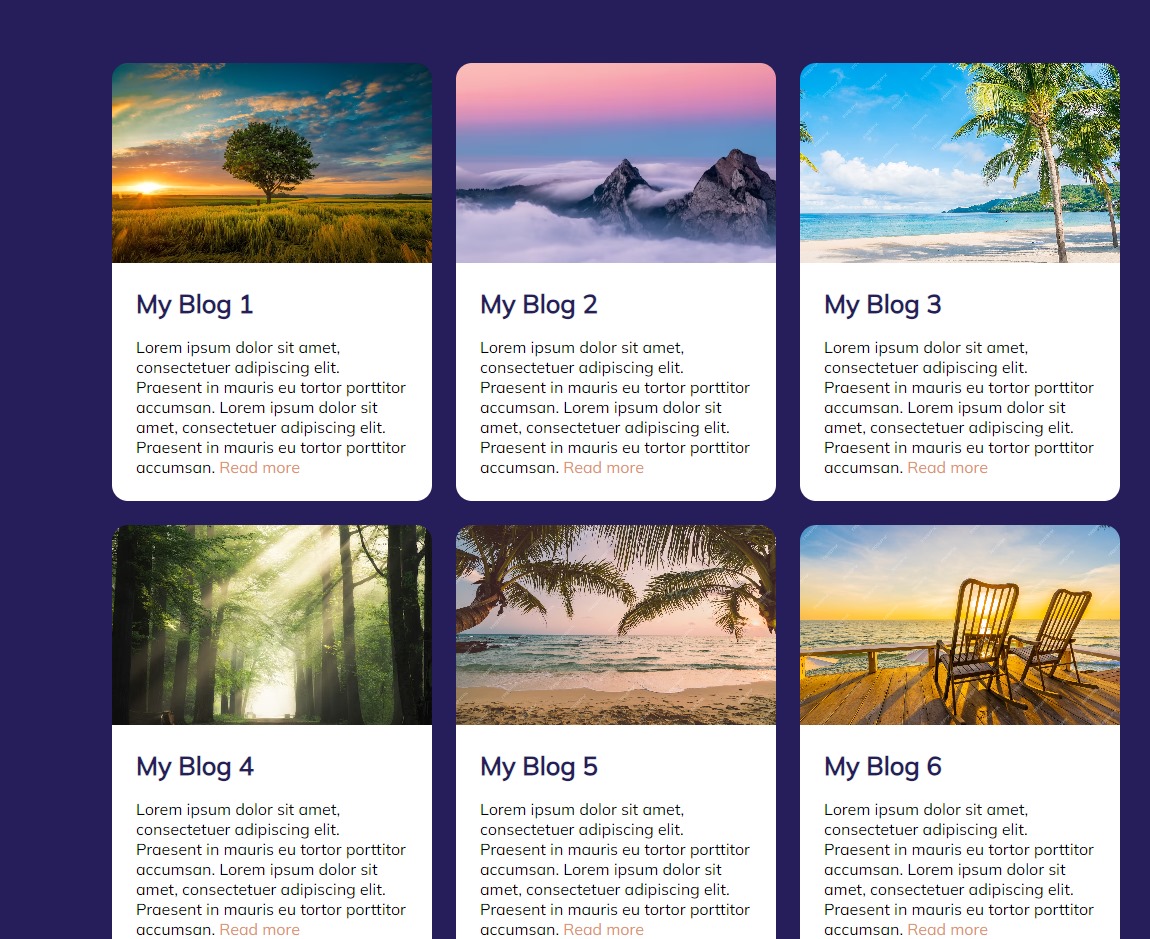 My Blog 1
Lorem ipsum dolor sit amet,
consectetuer adipiscing elit.
Praesent in mauris eu tortor porttitor
accumsan. Lorem ipsum dolor sit
amet, consectetuer adipiscing elit.
Praesent in mauris eu tortor porttitor
accumsan. Read more
My Blog 2
Lorem ipsum dolor sit amet,
consectetuer adipiscing elit.
Praesent in mauris eu tortor porttitor
accumsan. Lorem ipsum dolor sit
amet, consectetuer adipiscing elit.
Praesent in mauris eu tortor porttitor
accumsan. Read more
My Blog 3
Lorem ipsum dolor sit amet,
consectetuer adipiscing elit.
Praesent in mauris eu tortor porttitor
accumsan. Lorem ipsum dolor sit
amet, consectetuer adipiscing elit.
Praesent in mauris eu tortor porttitor
accumsan. Read more
My Blog 4
Lorem ipsum dolor sit amet,
consectetuer adipiscing elit.
Praesent in mauris eu tortor porttitor
accumsan. Lorem ipsum dolor sit
amet, consectetuer adipiscing elit.
Praesent in mauris eu tortor porttitor
accumsan. Read more
My Blog 5
Lorem ipsum dolor sit amet,
consectetuer adipiscing elit.
Praesent in mauris eu tortor porttitor
accumsan. Lorem ipsum dolor sit
amet, consectetuer adipiscing elit.
Praesent in mauris eu tortor porttitor
accumsan. Read more
My Blog 6
Lorem ipsum dolor sit amet,
consectetuer adipiscing elit.
Praesent in mauris eu tortor porttitor
accumsan. Lorem ipsum dolor sit
amet, consectetuer adipiscing elit.
Praesent in mauris eu tortor porttitor
accumsan. Read more